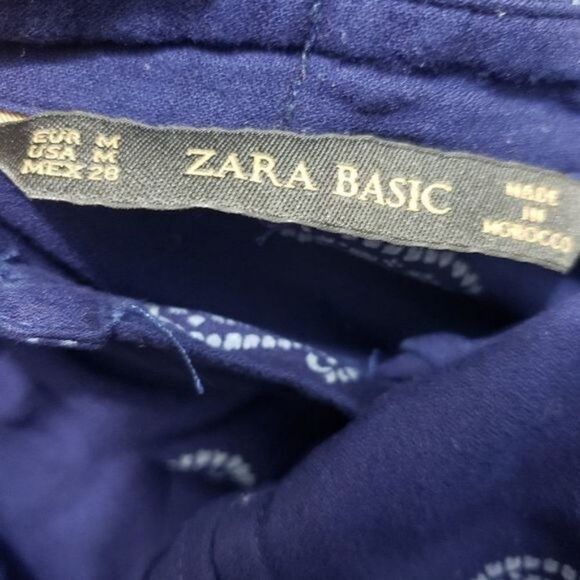 EUR M
USA M
MEX 28
ZARA BASIC
MADE
IN
MOROCCO